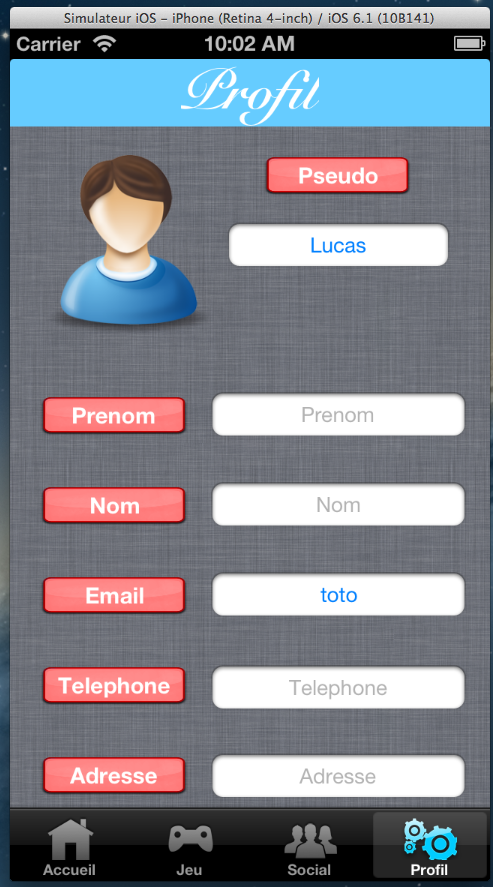 Simulateur iOS – iPhone (Retina 4-inch) / iOS 6.1 (10B141)
Carrier 10:02 AM
Profil
Pseudo
Lucas
Prenom Prenom
Nom Nom
Email toto
Telephone Telephone
Adresse Adresse
Accueil Jeu Social Profil